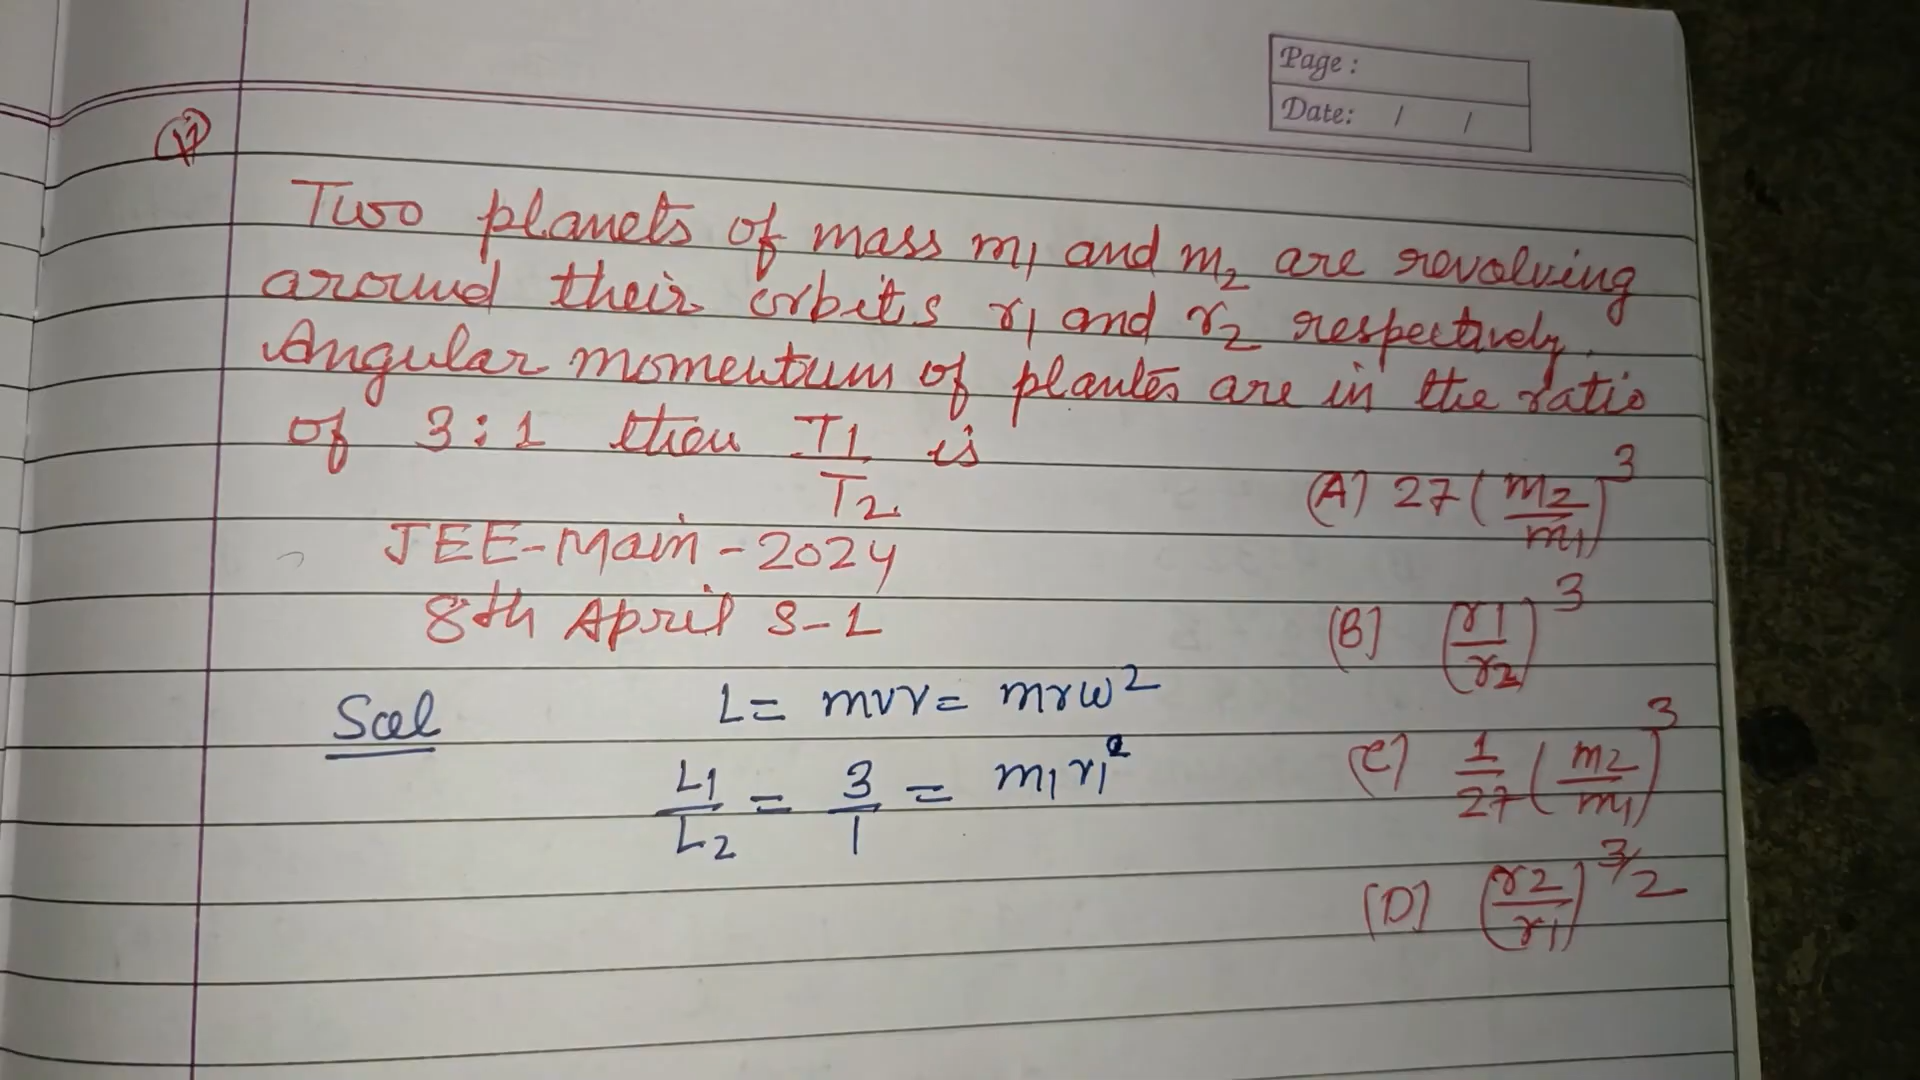 Page :
Date: / /
Two planets of mass m1 and m2 are revolving
around their orbits r1 and r2 respectively.
Angular momentum of planets are in the ratio
of 3:1 then T1/T2 is
(A) 27(m2/m1)^3
JEE-Main-2024
8th April S-1
(B) (r1/r2)^3
Sol L= mvr= mrw^2
L1/L2 = 3/1 = m1r1^2
(C) 1/27(m2/m1)^3
(D) (r2/r1)^3/2